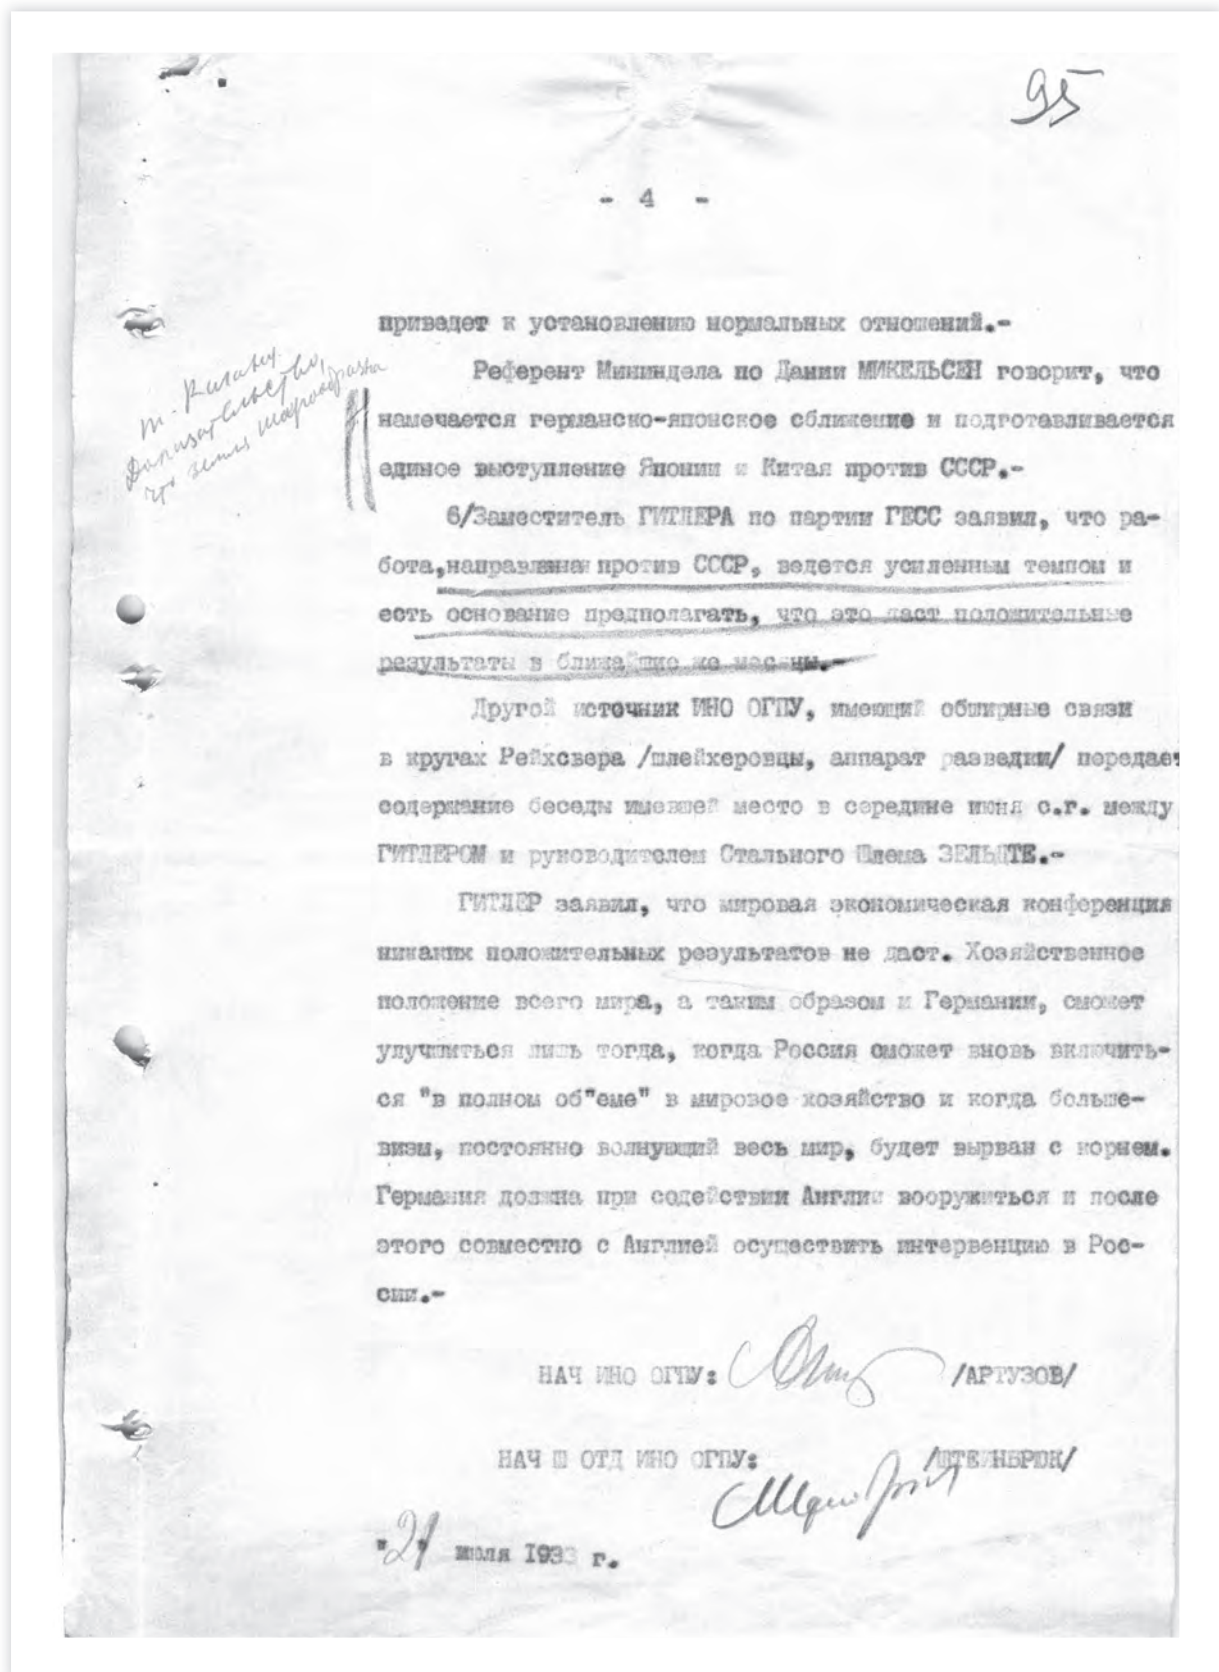 95
- 4 -
приведет к установлению нормальных отношений.-
Референт Мининдела по Дании МИКЕЛЬСЕН говорит, что
намечается германско-японское сближение и подготавливается
единое выступление Японии и Китая против СССР.-
Доказательство,
что земля шарообразна
6/Заместитель ГИТЛЕРА по партии ГЕСС заявил, что ра-
бота, направленная против СССР, ведется усиленным темпом и
есть основание предполагать, что это даст положительные
результаты в ближайшие же месяцы.-
Другой источник ИНО ОГПУ, имеющий обширные связи
в кругах Рейхсвера /шлейхеровцы, аппарат разведки/ передает
содержание беседы имевшей место в середине июня с.г. между
ГИТЛЕРОМ и руководителем Стального Шлема ЗЕЛЬДТЕ.-
ГИТЛЕР заявил, что мировая экономическая конференция
никаких положительных результатов не даст. Хозяйственное
положение всего мира, а таким образом и Германии, сможет
улучшиться лишь тогда, когда Россия сможет вновь включить-
ся "в полном об"еме" в мировое хозяйство и когда больше-
визм, постоянно волнующий весь мир, будет вырван с корнем.
Германия должна при содействии Англии вооружиться и после
этого совместно с Англией осуществить интервенцию в Рос-
сии.-
НАЧ ИНО ОГПУ: /АРТУЗОВ/
НАЧ Ш ОТД ИНО ОГПУ: /ШТЕЙНБРЮК/
"21" июля 1933 г.